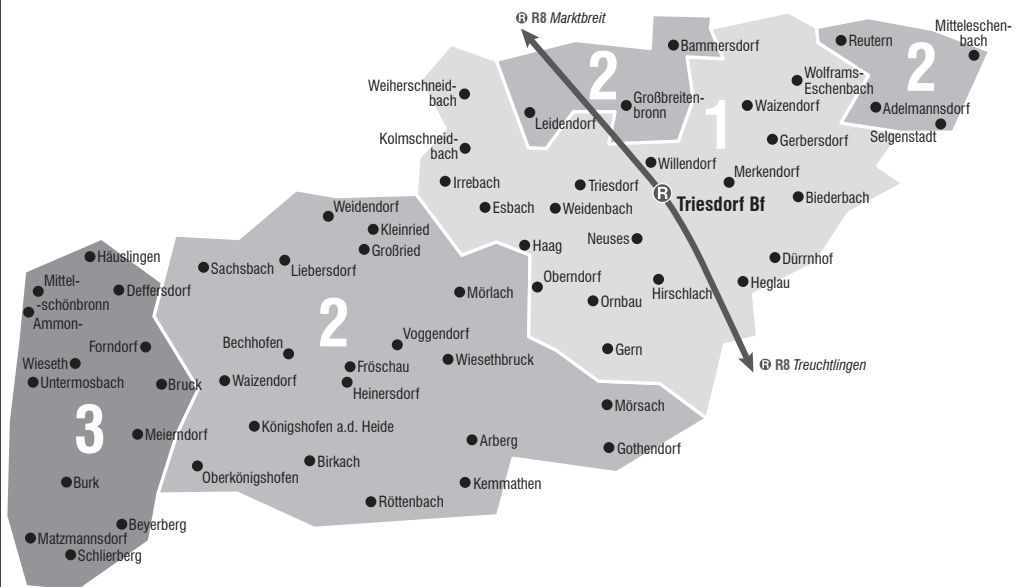 R R8 Marktbreit
Mitteleschen-
bach
Reutern
Bammersdorf
2
2
Wolframs-
Eschenbach
Weiherschneid-
bach
Großbreiten-
bronn
Waizendorf
Adelmannsdorf
Leidendorf
1
Selgenstadt
Kolmschneid-
bach
Gerbersdorf
Willendorf
Merkendorf
Irrebach
Triesdorf
R
Triesdorf Bf
Biederbach
Esbach
Weidenbach
Weidendorf
Kleinried
Neuses
Großried
Haag
Häuslingen
Dürrnhof
Sachsbach
Liebersdorf
Mittel-
-schönbronn
Ammon-
Deffersdorf
Oberndorf
Hirschlach
Heglau
Mörlach
Ornbau
2
Voggendorf
Bechhofen
Forndorf
Gern
Wieseth
Fröschau
Wiesethbruck
R R8 Treuchtlingen
Untermosbach
Bruck
Waizendorf
Heinersdorf
Mörsach
3
Königshofen a.d. Heide
Meierndorf
Arberg
Gothendorf
Birkach
Oberkönigshofen
Burk
Kemmathen
Röttenbach
Beyerberg
Matzmannsdorf
Schlierberg